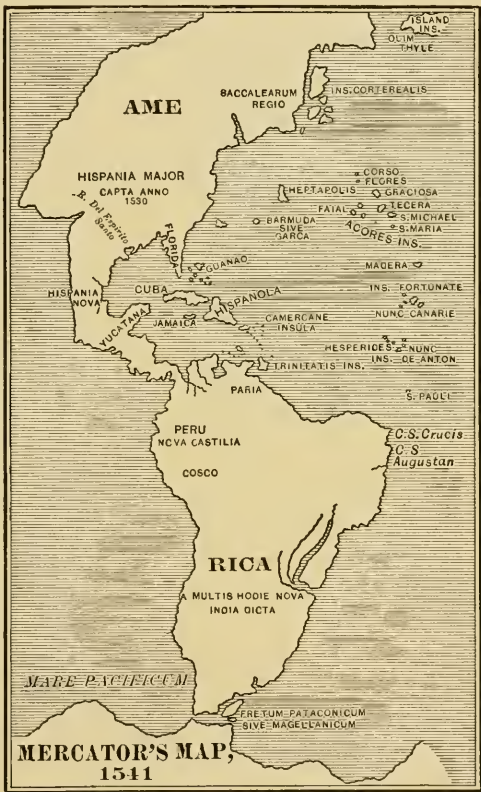 ISLAND
INS.
OLIM
THYLE
AME
BACCALEARUM
REGIO
INS. CORTEREALIS
HISPANIA MAJOR
CAPTA ANNO
1530
R. Del Espirito
Santo
HEPTAPOLIS
CORSO
FLORES
GRACIOSA
FAIAL
TECERA
S. MICHAEL
S. MARIA
AÇORES INS.
BARMUDA
SIVE
GARCA
FLORIDA
GUANAO
MADERA
HISPANIA
NOVA
CUBA
HISPANOLA
INS. FORTUNATE
NUNC CANARIE
YUCATANA
JAMAICA
CAMERCANE
INSULA
HESPERIDES
INS.
NUNC
DE ANTON
TRINITATIS INS.
PARIA
S. PAULI
PERU
NOVA CASTILIA
C.S. Crucis
C.S
Augustan
COSCO
RICA
A MULTIS HODIE NOVA
INDIA DICTA
MARE PACIFICUM
FRETUM PATACONICUM
SIVE MAGELLANICUM
MERCATOR'S MAP,
1541